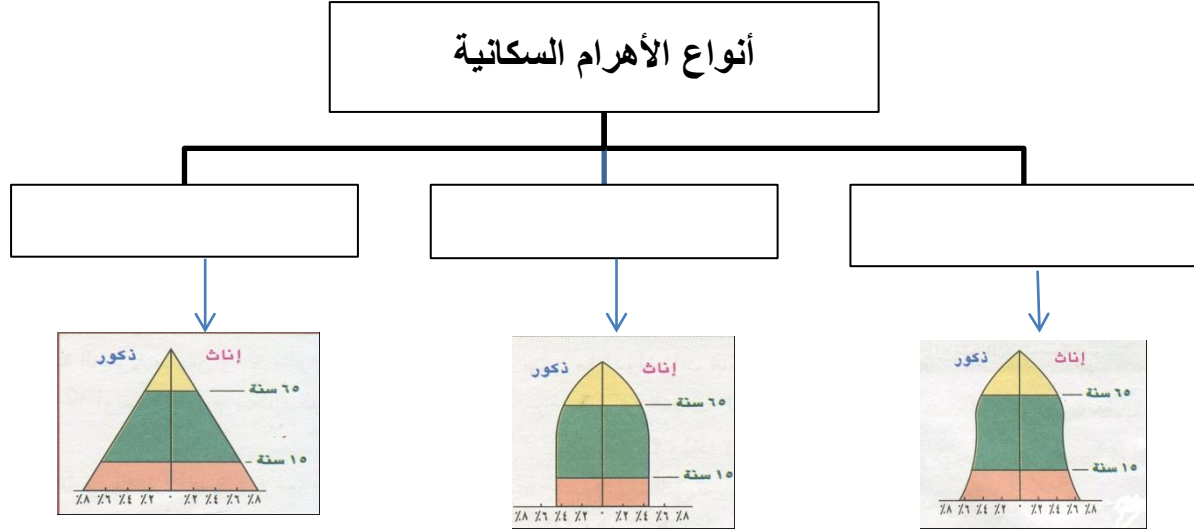 أنواع الأهرام السكانية
ذكور إناث
٦٥ سنة
١٥ سنة
٪٨ ٪٦ ٪٤ ٪٢ ٠ ٪٢ ٪٤ ٪٦ ٪٨
ذكور إناث
٦٥ سنة
١٥ سنة
٪٨ ٪٦ ٪٤ ٪٢ ٠ ٪٢ ٪٤ ٪٦ ٪٨
ذكور إناث
٦٥ سنة
١٥ سنة
٪٨ ٪٦ ٪٤ ٪٢ ٠ ٪٢ ٪٤ ٪٦ ٪٨